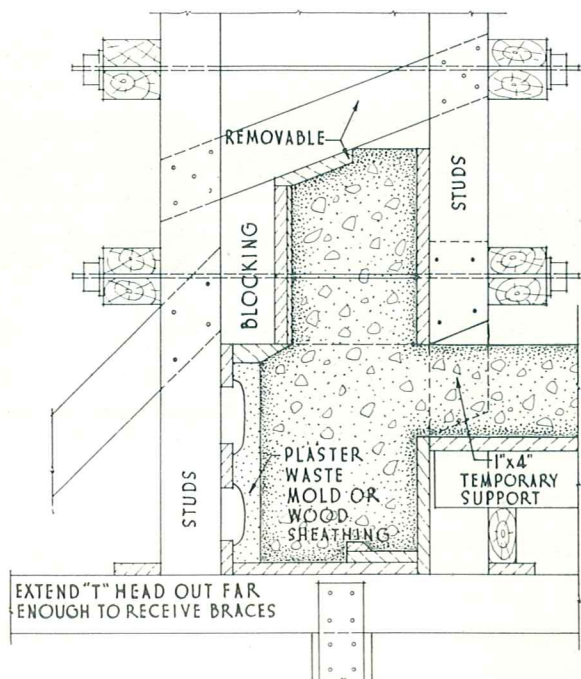 REMOVABLE
STUDS
BLOCKING
PLASTER
WASTE
MOLD OR
WOOD
SHEATHING
1"x4"
TEMPORARY
SUPPORT
STUDS
EXTEND "T" HEAD OUT FAR
ENOUGH TO RECEIVE BRACES